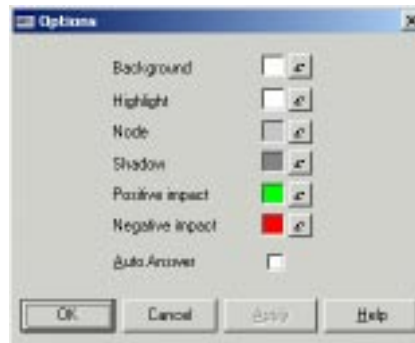 Options
Background c
Highlight c
Node c
Shadow c
Positive impact c
Negative impact c
Auto Answer
OK Cancel Apply Help